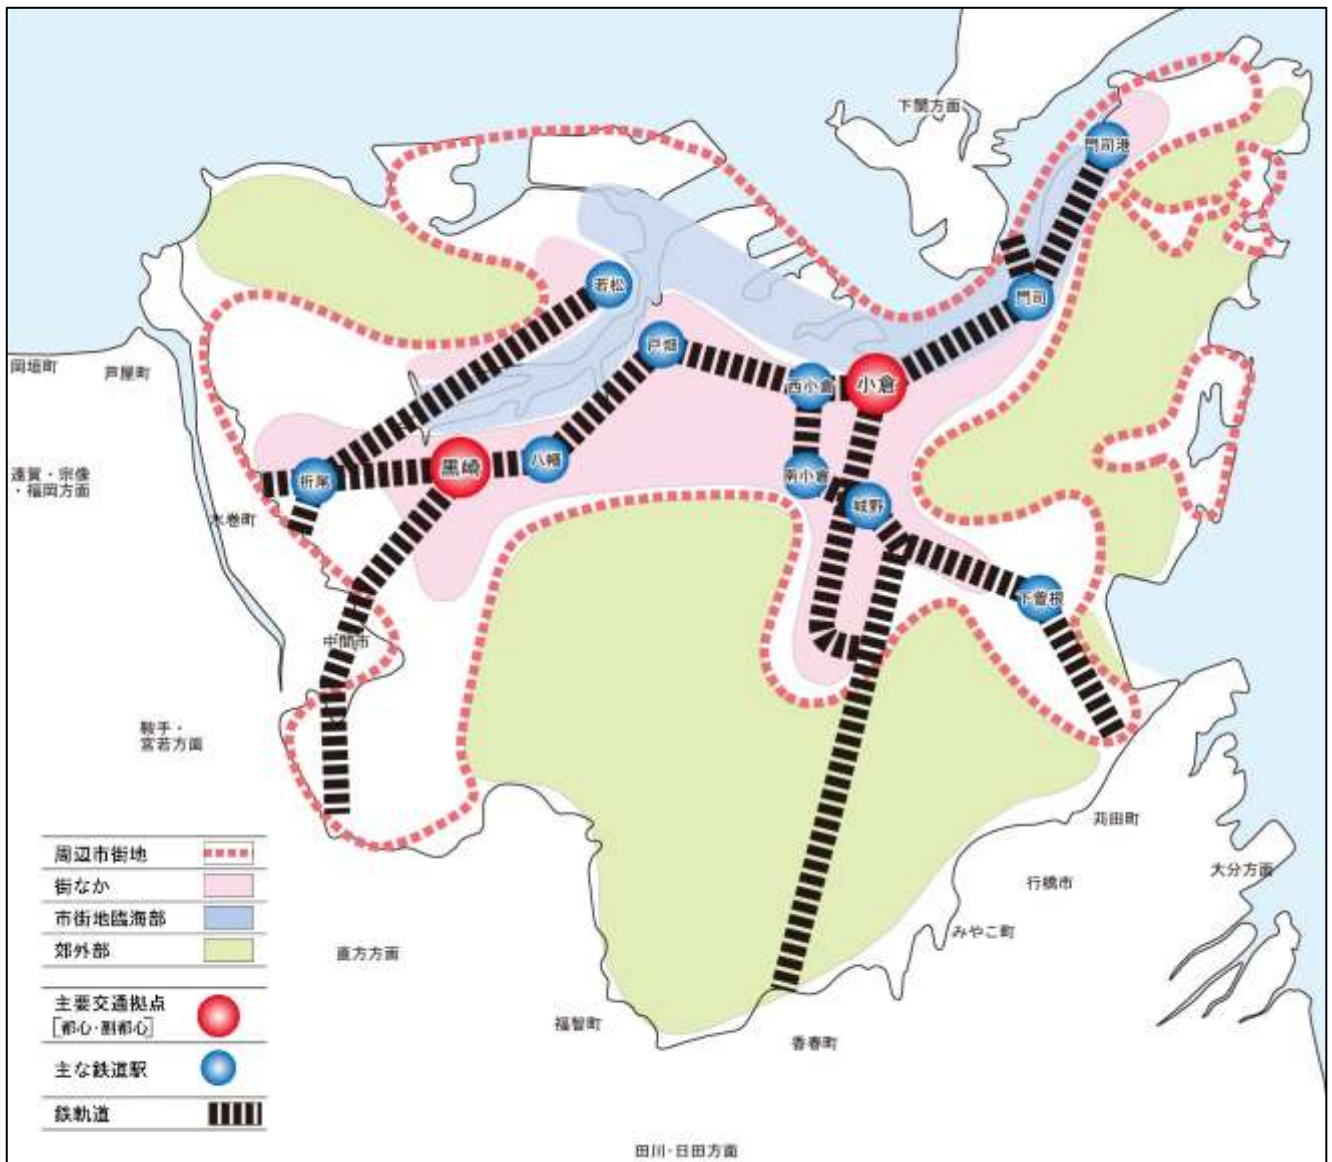 下関方面
門司港
若松
門司
戸畑
西小倉
小倉
岡垣町
芦屋町
黒崎
八幡
折尾
南小倉
城野
遠賀・宗像
・福岡方面
水巻町
下曽根
中間市
鞍手・
宮若方面
苅田町
大分方面
行橋市
みやこ町
直方方面
福智町
香春町
田川・日田方面
周辺市街地
街なか
市街地臨海部
郊外部
主要交通拠点
[都心・副都心]
主な鉄道駅
鉄軌道